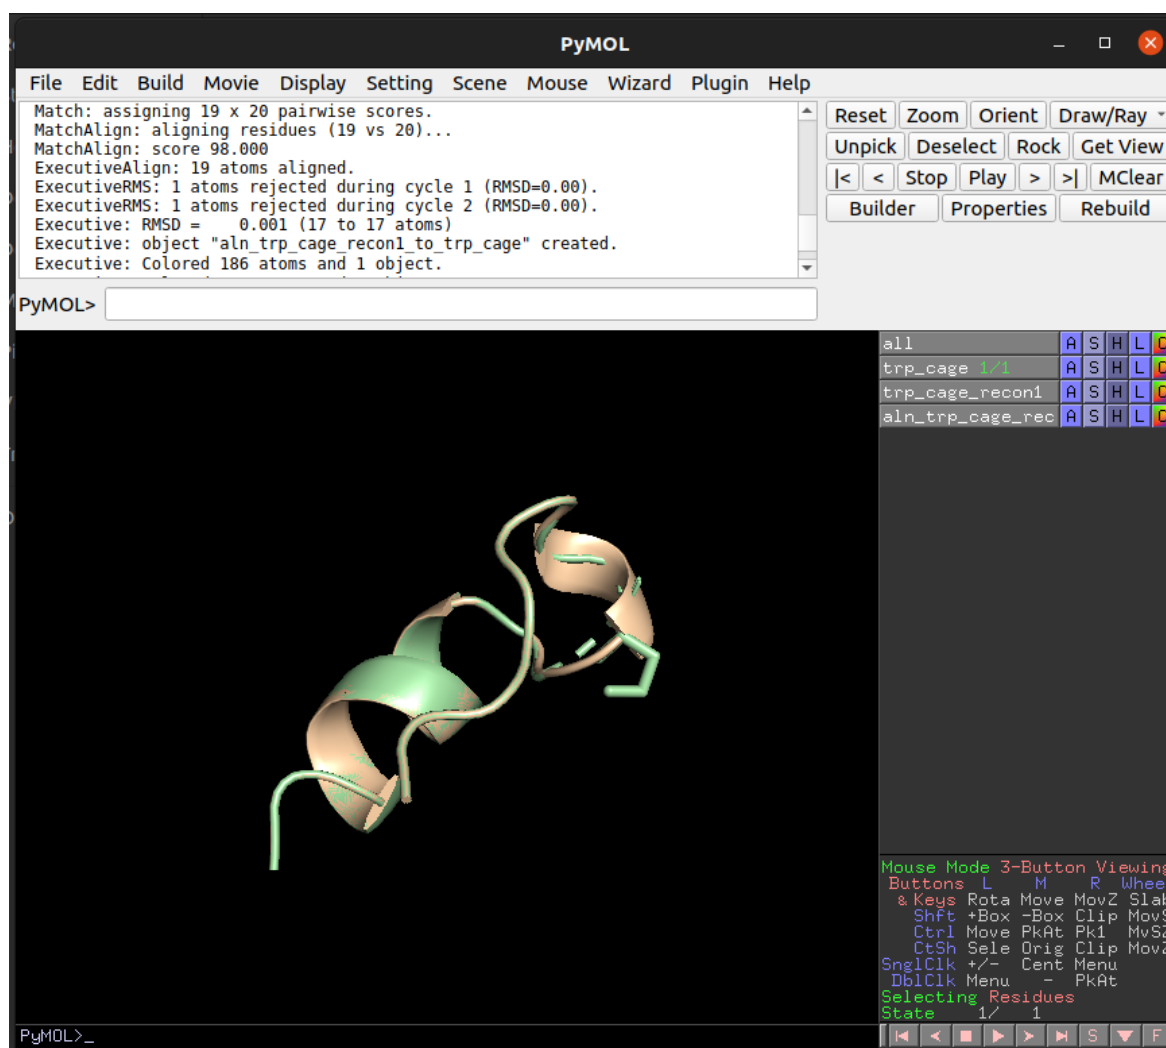 PyMOL
File Edit Build Movie Display Setting Scene Mouse Wizard Plugin Help
Match: assigning 19 x 20 pairwise scores.
MatchAlign: aligning residues (19 vs 20)...
MatchAlign: score 98.000
ExecutiveAlign: 19 atoms aligned.
ExecutiveRMS: 1 atoms rejected during cycle 1 (RMSD=0.00).
ExecutiveRMS: 1 atoms rejected during cycle 2 (RMSD=0.00).
Executive: RMSD = 0.001 (17 to 17 atoms)
Executive: object "aln_trp_cage_recon1_to_trp_cage" created.
Executive: Colored 186 atoms and 1 object.
Reset Zoom Orient Draw/Ray
Unpick Deselect Rock Get View
|< < Stop Play > >| MClear
Builder Properties Rebuild
PyMOL>
all A S H L C
trp_cage 1/1 A S H L C
trp_cage_recon1 A S H L C
aln_trp_cage_rec A S H L C
Mouse Mode 3-Button Viewing
Buttons L M R Whee
& Keys Rota Move MovZ Slab
Shft +Box -Box Clip MovS
Ctrl Move PkAt Pk1 MvSZ
CtSh Sele Orig Clip MovZ
SnglClk +/- Cent Menu
DblClk Menu - PkAt
Selecting Residues
State 1/ 1
PyMOL>_
S F